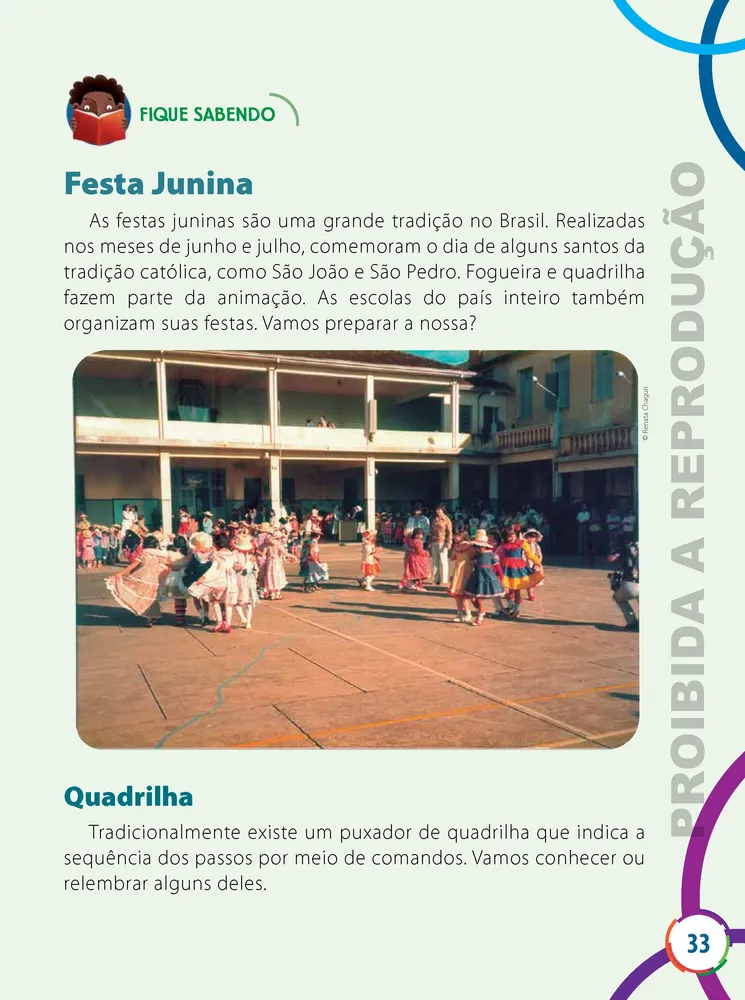 FIQUE SABENDO
Festa Junina
As festas juninas são uma grande tradição no Brasil. Realizadas
nos meses de junho e julho, comemoram o dia de alguns santos da
tradição católica, como São João e São Pedro. Fogueira e quadrilha
fazem parte da animação. As escolas do país inteiro também
organizam suas festas. Vamos preparar a nossa?
© Renata Chaguri
PROIBIDA A REPRODUÇÃO
Quadrilha
Tradicionalmente existe um puxador de quadrilha que indica a
sequência dos passos por meio de comandos. Vamos conhecer ou
relembrar alguns deles.
33